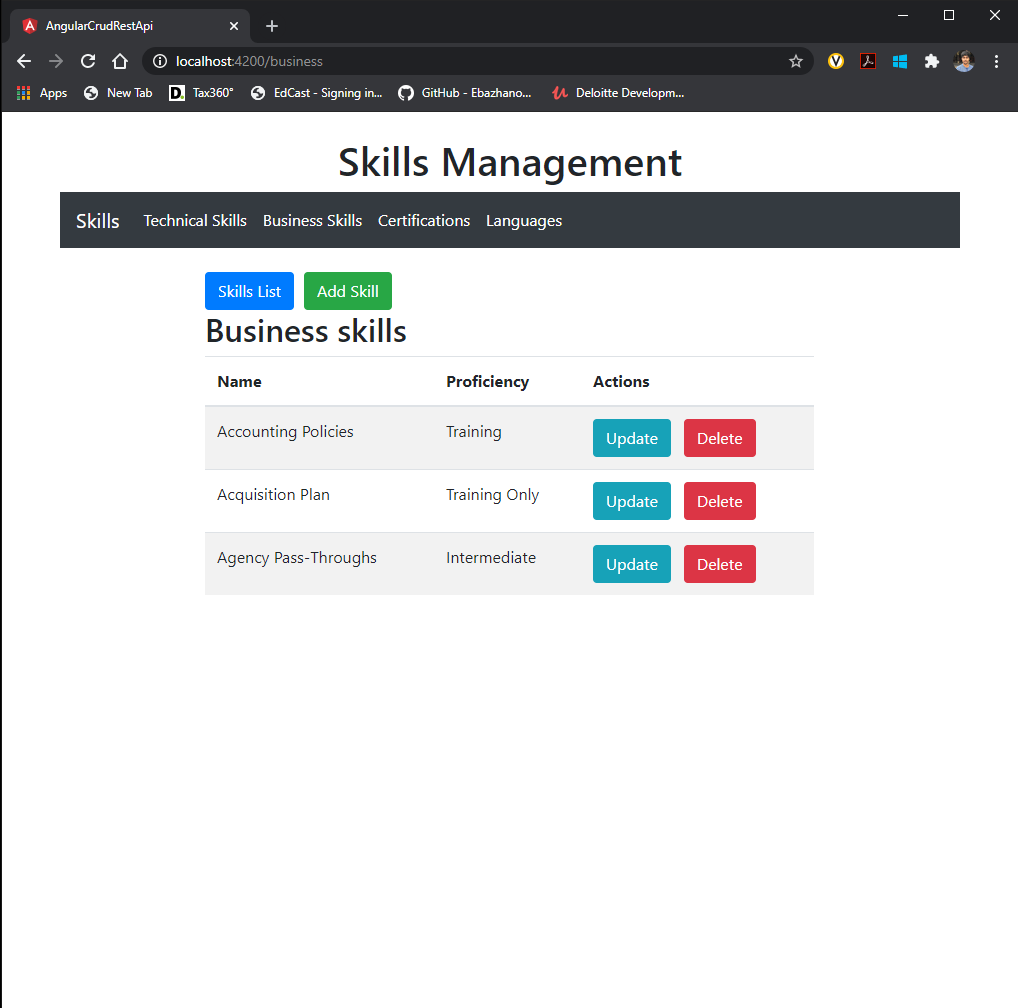 AngularCrudRestApi
localhost:4200/business
Apps New Tab D. Tax360° EdCast - Signing in... GitHub - Ebazhano... Deloitte Developm...
Skills Management
Skills Technical Skills Business Skills Certifications Languages
Skills List Add Skill
Business skills
Name Proficiency Actions
Accounting Policies Training Update Delete
Acquisition Plan Training Only Update Delete
Agency Pass-Throughs Intermediate Update Delete